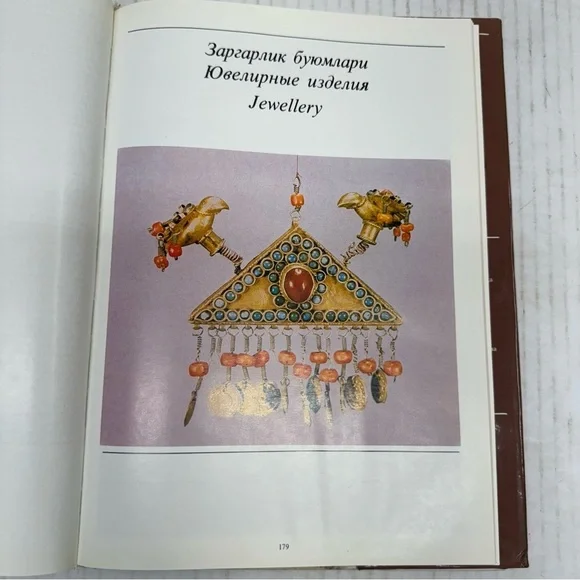 Заргарлик буюмлари
Ювелирные изделия
Jewellery
179